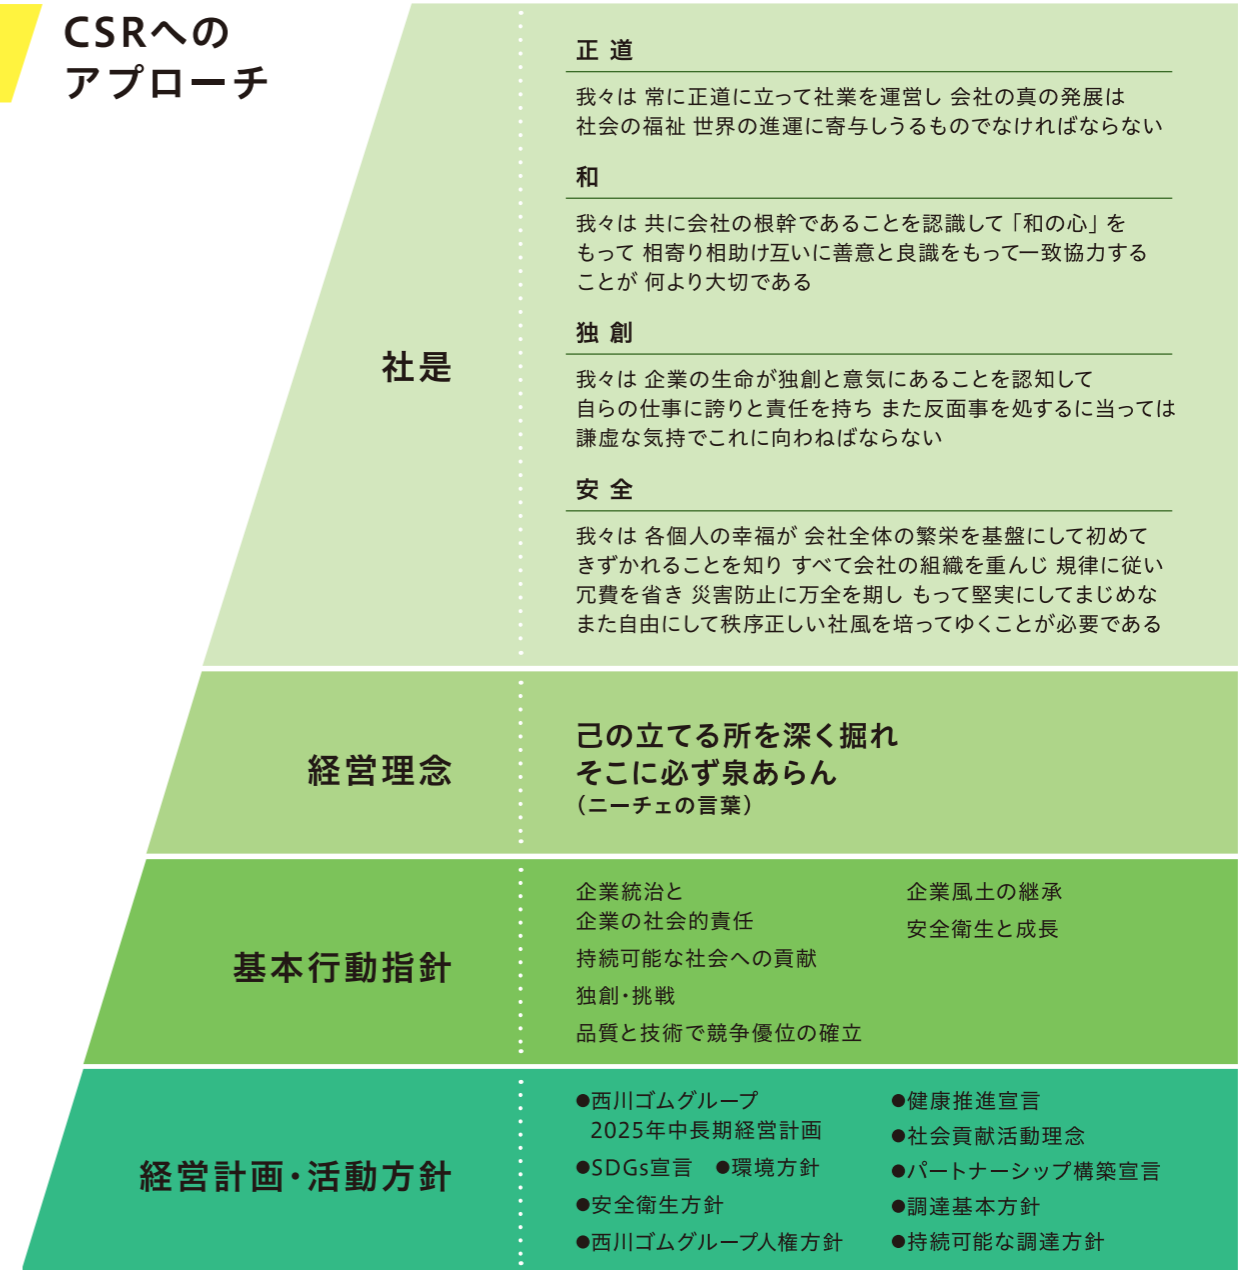 CSRへの
アプローチ
社是
正道
我々は 常に正道に立って社業を運営し 会社の真の発展は
社会の福祉 世界の進運に寄与しうるものでなければならない
和
我々は 共に会社の根幹であることを認識して「和の心」を
もって 相寄り相助け互いに善意と良識をもって一致協力する
ことが 何より大切である
独創
我々は 企業の生命が独創と意気にあることを認知して
自らの仕事に誇りと責任を持ち また反面事を処するに当っては
謙虚な気持でこれに向わねばならない
安全
我々は 各個人の幸福が 会社全体の繁栄を基盤にして初めて
きずかれることを知り すべて会社の組織を重んじ 規律に従い
冗費を省き 災害防止に万全を期し もって堅実にしてまじめな
また自由にして秩序正しい社風を培ってゆくことが必要である
経営理念
己の立てる所を深く掘れ
そこに必ず泉あらん
（ニーチェの言葉）
基本行動指針
企業統治と
企業の社会的責任
持続可能な社会への貢献
独創・挑戦
品質と技術で競争優位の確立
企業風土の継承
安全衛生と成長
経営計画・活動方針
●西川ゴムグループ
2025年中長期経営計画
●SDGs宣言 ●環境方針
●安全衛生方針
●西川ゴムグループ人権方針
●健康推進宣言
●社会貢献活動理念
●パートナーシップ構築宣言
●調達基本方針
●持続可能な調達方針